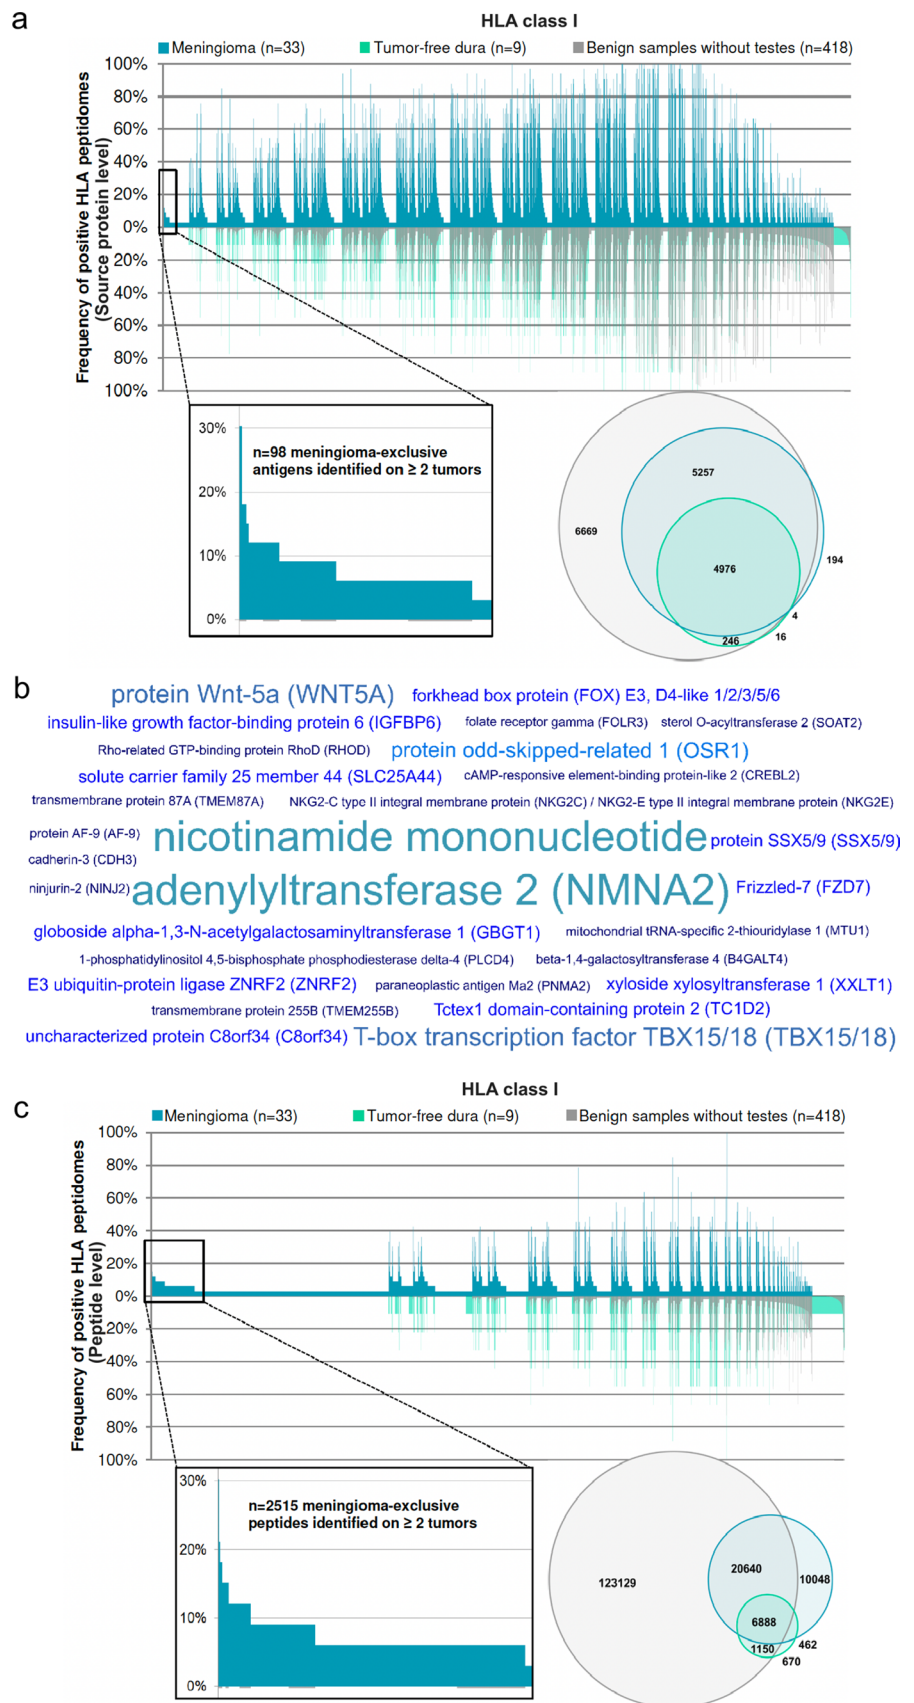 a
HLA class I
Meningioma (n=33) Tumor-free dura (n=9) Benign samples without testes (n=418)
Frequency of positive HLA peptidomes
(Source protein level)
100%
80%
60%
40%
20%
0%
20%
40%
60%
80%
100%
30%
20%
10%
0%
n=98 meningioma-exclusive
antigens identified on ≥ 2 tumors
5257
6669
4976
194
4
16
246
b
protein Wnt-5a (WNT5A) forkhead box protein (FOX) E3, D4-like 1/2/3/5/6
insulin-like growth factor-binding protein 6 (IGFBP6) folate receptor gamma (FOLR3) sterol O-acyltransferase 2 (SOAT2)
Rho-related GTP-binding protein RhoD (RHOD) protein odd-skipped-related 1 (OSR1)
solute carrier family 25 member 44 (SLC25A44) cAMP-responsive element-binding protein-like 2 (CREBL2)
transmembrane protein 87A (TMEM87A) NKG2-C type II integral membrane protein (NKG2C) / NKG2-E type II integral membrane protein (NKG2E)
protein AF-9 (AF-9) nicotinamide mononucleotide protein SSX5/9 (SSX5/9)
cadherin-3 (CDH3)
ninjurin-2 (NINJ2) adenylyltransferase 2 (NMNA2) Frizzled-7 (FZD7)
globoside alpha-1,3-N-acetylgalactosaminyltransferase 1 (GBGT1) mitochondrial tRNA-specific 2-thiouridylase 1 (MTU1)
1-phosphatidylinositol 4,5-bisphosphate phosphodiesterase delta-4 (PLCD4) beta-1,4-galactosyltransferase 4 (B4GALT4)
E3 ubiquitin-protein ligase ZNRF2 (ZNRF2) paraneoplastic antigen Ma2 (PNMA2) xyloside xylosyltransferase 1 (XXLT1)
transmembrane protein 255B (TMEM255B) Tctex1 domain-containing protein 2 (TC1D2)
uncharacterized protein C8orf34 (C8orf34) T-box transcription factor TBX15/18 (TBX15/18)
c
HLA class I
Meningioma (n=33) Tumor-free dura (n=9) Benign samples without testes (n=418)
Frequency of positive HLA peptidomes
(Peptide level)
100%
80%
60%
40%
20%
0%
20%
40%
60%
80%
100%
30%
20%
10%
0%
n=2515 meningioma-exclusive
peptides identified on ≥ 2 tumors
123129
20640
10048
6888
462
1150
670